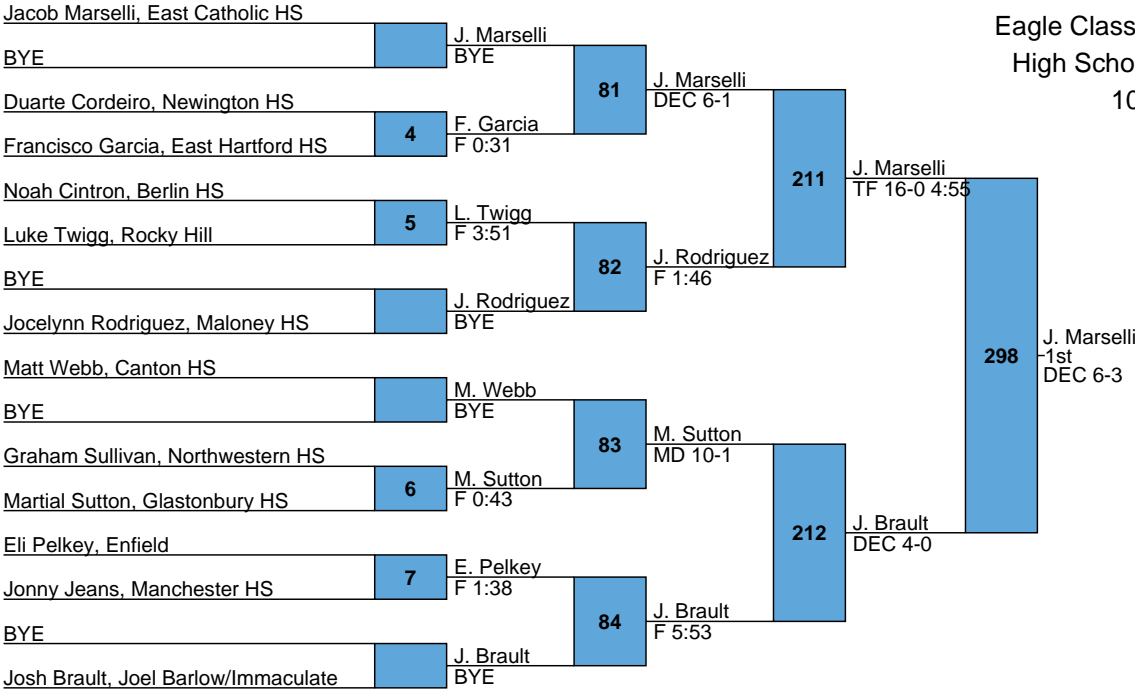 Jacob Marselli, East Catholic HS
BYE
Duarte Cordeiro, Newington HS
Francisco Garcia, East Hartford HS
Noah Cintron, Berlin HS
Luke Twigg, Rocky Hill
BYE
Jocelynn Rodriguez, Maloney HS
Matt Webb, Canton HS
BYE
Graham Sullivan, Northwestern HS
Martial Sutton, Glastonbury HS
Eli Pelkey, Enfield
Jonny Jeans, Manchester HS
BYE
Josh Brault, Joel Barlow/Immaculate
4
5
6
7
J. Marselli
BYE
F. Garcia
F 0:31
L. Twigg
F 3:51
J. Rodriguez
BYE
M. Webb
BYE
M. Sutton
F 0:43
E. Pelkey
F 1:38
J. Brault
BYE
81
82
83
84
J. Marselli
DEC 6-1
J. Rodriguez
F 1:46
M. Sutton
MD 10-1
J. Brault
F 5:53
211
212
J. Marselli
TF 16-0 4:55
J. Brault
DEC 4-0
298
J. Marselli
1st
DEC 6-3
Eagle Class
High Scho
10